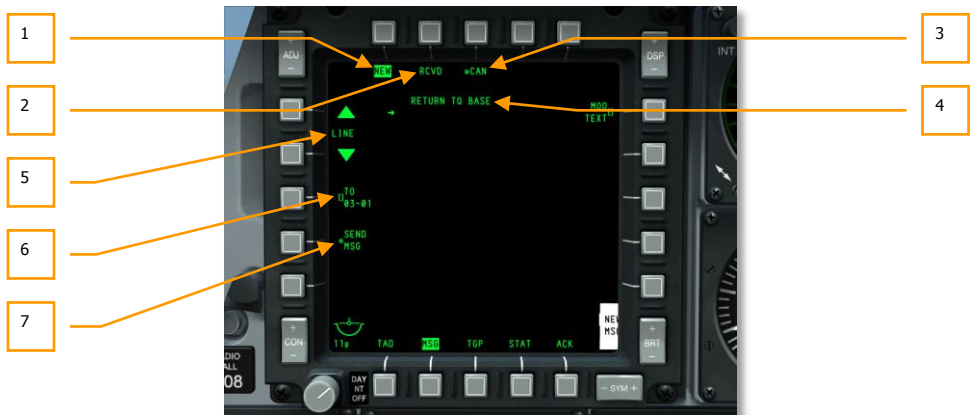 1
2
3
4
5
6
7
+
ADJ
-
+
DSP
-
INT
NEW
RCVD
CAN
RETURN TO BASE
MOD
TEXT
LINE
TO
03-01
SEND
MSG
NEW
MSG
11a
TAD
MSG
TGP
STAT
ACK
+
CON
-
+
BRT
-
DAY
NT
OFF
- SYM +
08